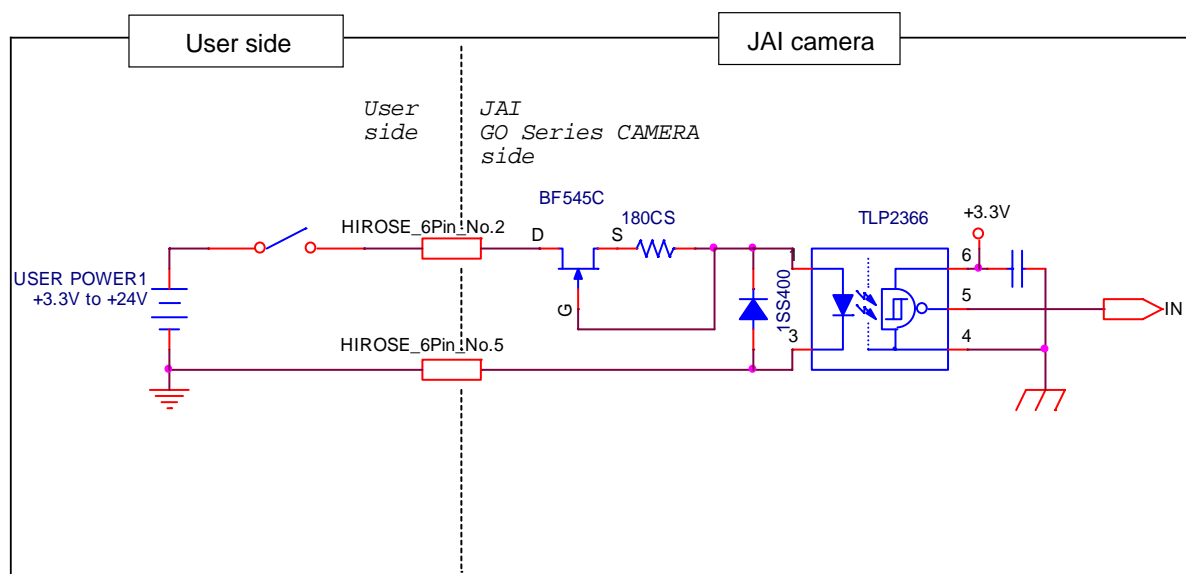 User side
JAI camera
User
side
JAI
GO Series CAMERA
side
BF545C
180CS
TLP2366
+3.3V
HIROSE_6Pin_No.2
D
S
1
6
USER POWER1
+3.3V to +24V
G
1SS400
5
IN
3
4
HIROSE_6Pin_No.5